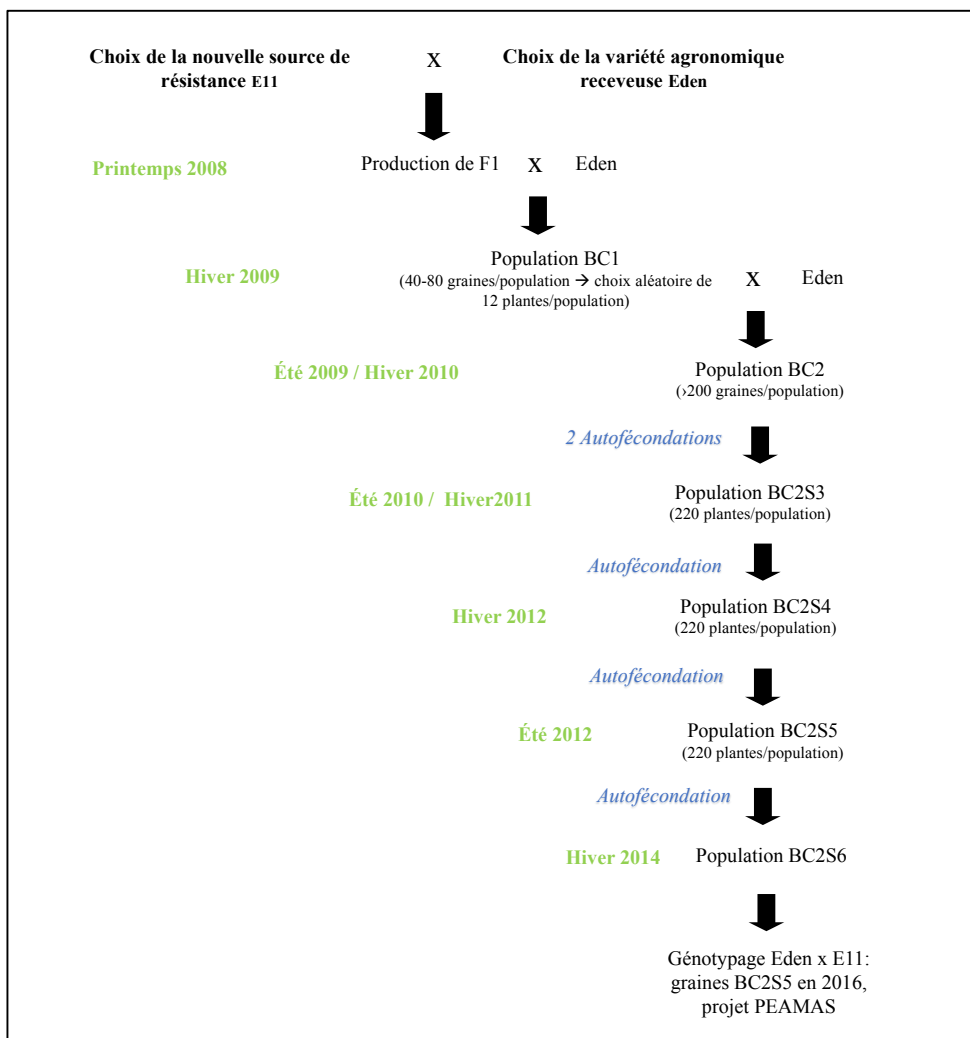 Choix de la nouvelle source de
résistance E11
x
Choix de la variété agronomique
receveuse Eden
Printemps 2008
Production de F1
x
Eden
Hiver 2009
Population BC1
(40-80 graines/population → choix aléatoire de
12 plantes/population)
x
Eden
Été 2009 / Hiver 2010
Population BC2
(›200 graines/population)
2 Autofécondations
Été 2010 / Hiver2011
Population BC2S3
(220 plantes/population)
Autofécondation
Hiver 2012
Population BC2S4
(220 plantes/population)
Autofécondation
Été 2012
Population BC2S5
(220 plantes/population)
Autofécondation
Hiver 2014
Population BC2S6
Génotypage Eden x E11:
graines BC2S5 en 2016,
projet PEAMAS